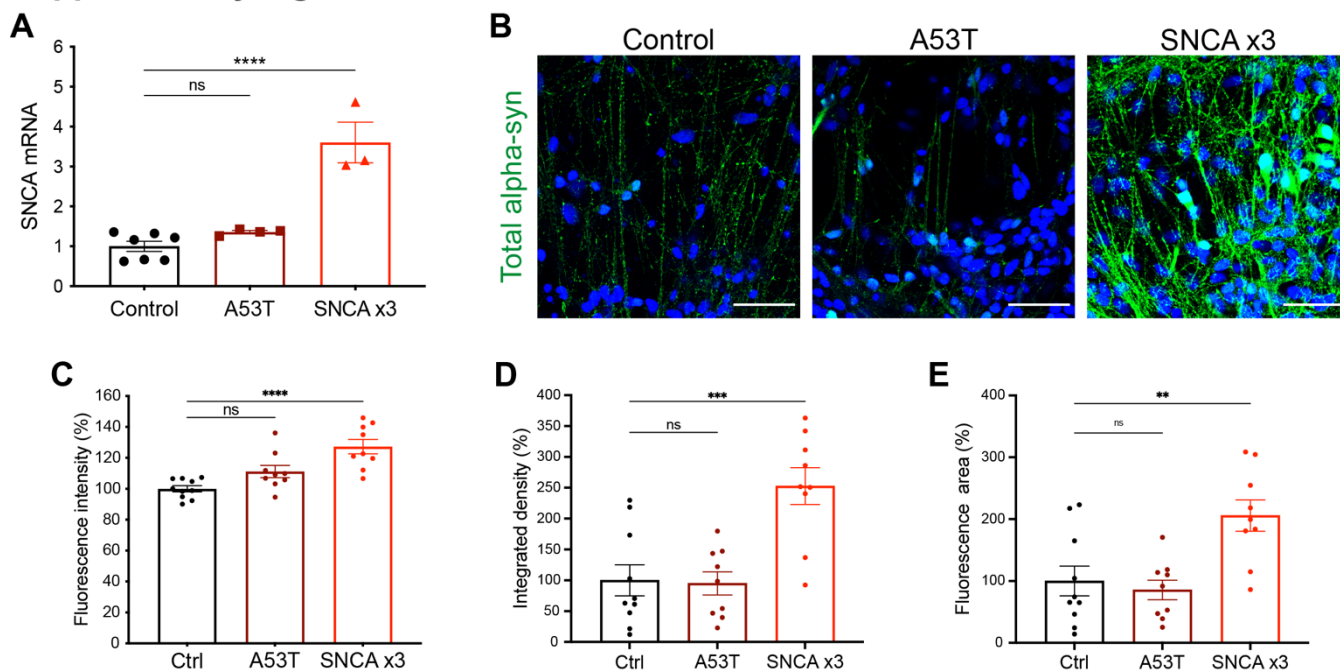 A
SNCA mRNA
6
5
4
3
2
1
0
****
ns
Control
A53T
SNCA x3
B
Control
A53T
SNCA x3
Total alpha-syn
C
Fluorescence intensity (%)
160
140
120
100
80
60
40
20
0
****
ns
Ctrl
A53T
SNCA x3
D
Integrated density (%)
400
350
300
250
200
150
100
50
0
***
ns
Ctrl
A53T
SNCA x3
E
Fluorescence area (%)
400
300
200
100
0
**
ns
Ctrl
A53T
SNCA x3